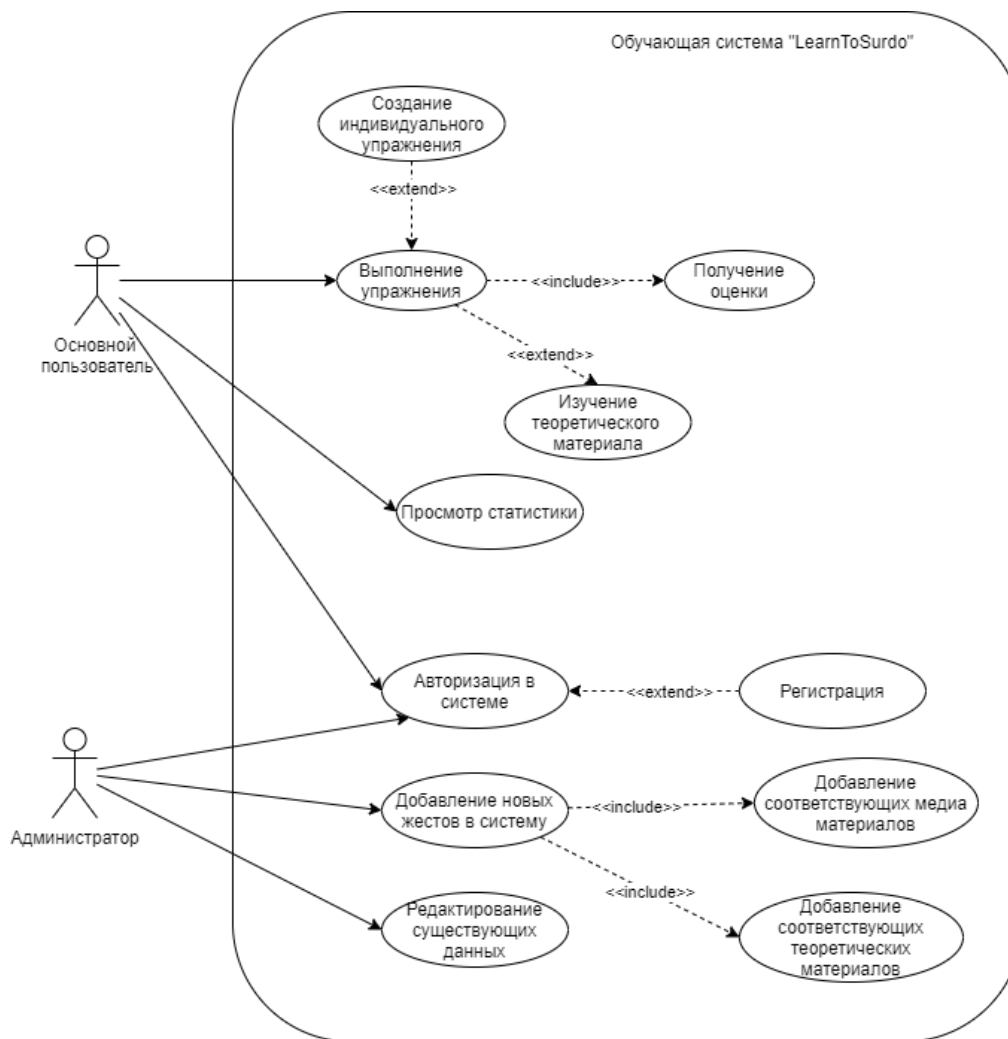 Обучающая система "LearnToSurdo"
Создание
индивидуального
упражнения
<<extend>>
Выполнение
упражнения
<<include>>
Получение
оценки
Основной
пользователь
<<extend>>
Изучение
теоретического
материала
Просмотр статистики
Авторизация в
системе
<<extend>>
Регистрация
Администратор
Добавление новых
жестов в систему
<<include>>
Добавление
соответствующих медиа
материалов
<<include>>
Редактирование
существующих
данных
Добавление
соответствующих
теоретических
материалов